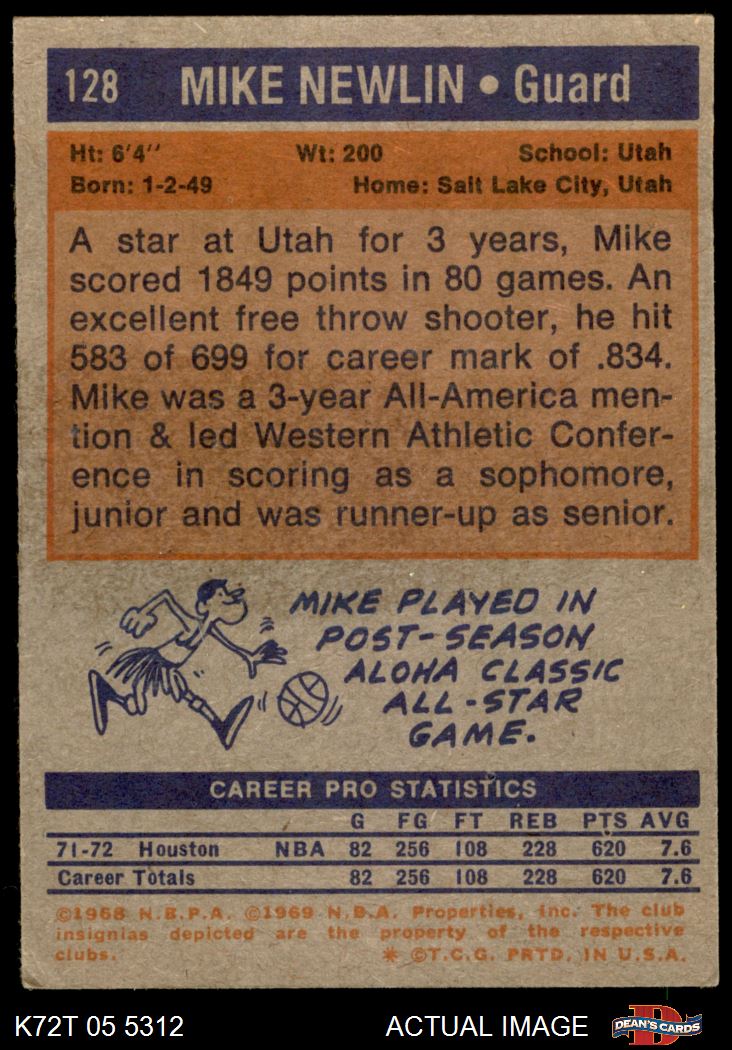 128 MIKE NEWLIN • Guard
Ht: 6'4'' Wt: 200 School: Utah
Born: 1-2-49 Home: Salt Lake City, Utah
A star at Utah for 3 years, Mike
scored 1849 points in 80 games. An
excellent free throw shooter, he hit
583 of 699 for career mark of .834.
Mike was a 3-year All-America men-
tion & led Western Athletic Confer-
ence in scoring as a sophomore,
junior and was runner-up as senior.
MIKE PLAYED IN
POST-SEASON
ALOHA CLASSIC
ALL-STAR
GAME.
CAREER PRO STATISTICS
G FG FT REB PTS AVG
71-72 Houston NBA 82 256 108 228 620 7.6
Career Totals 82 256 108 228 620 7.6
©1968 N.B.P.A. ©1969 N.B.A. Properties, Inc. The club
insignias depicted are the property of the respective
clubs. * ©T.C.G. PRTD. IN U.S.A.
K72T 05 5312 ACTUAL IMAGE D DEAN'S CARDS